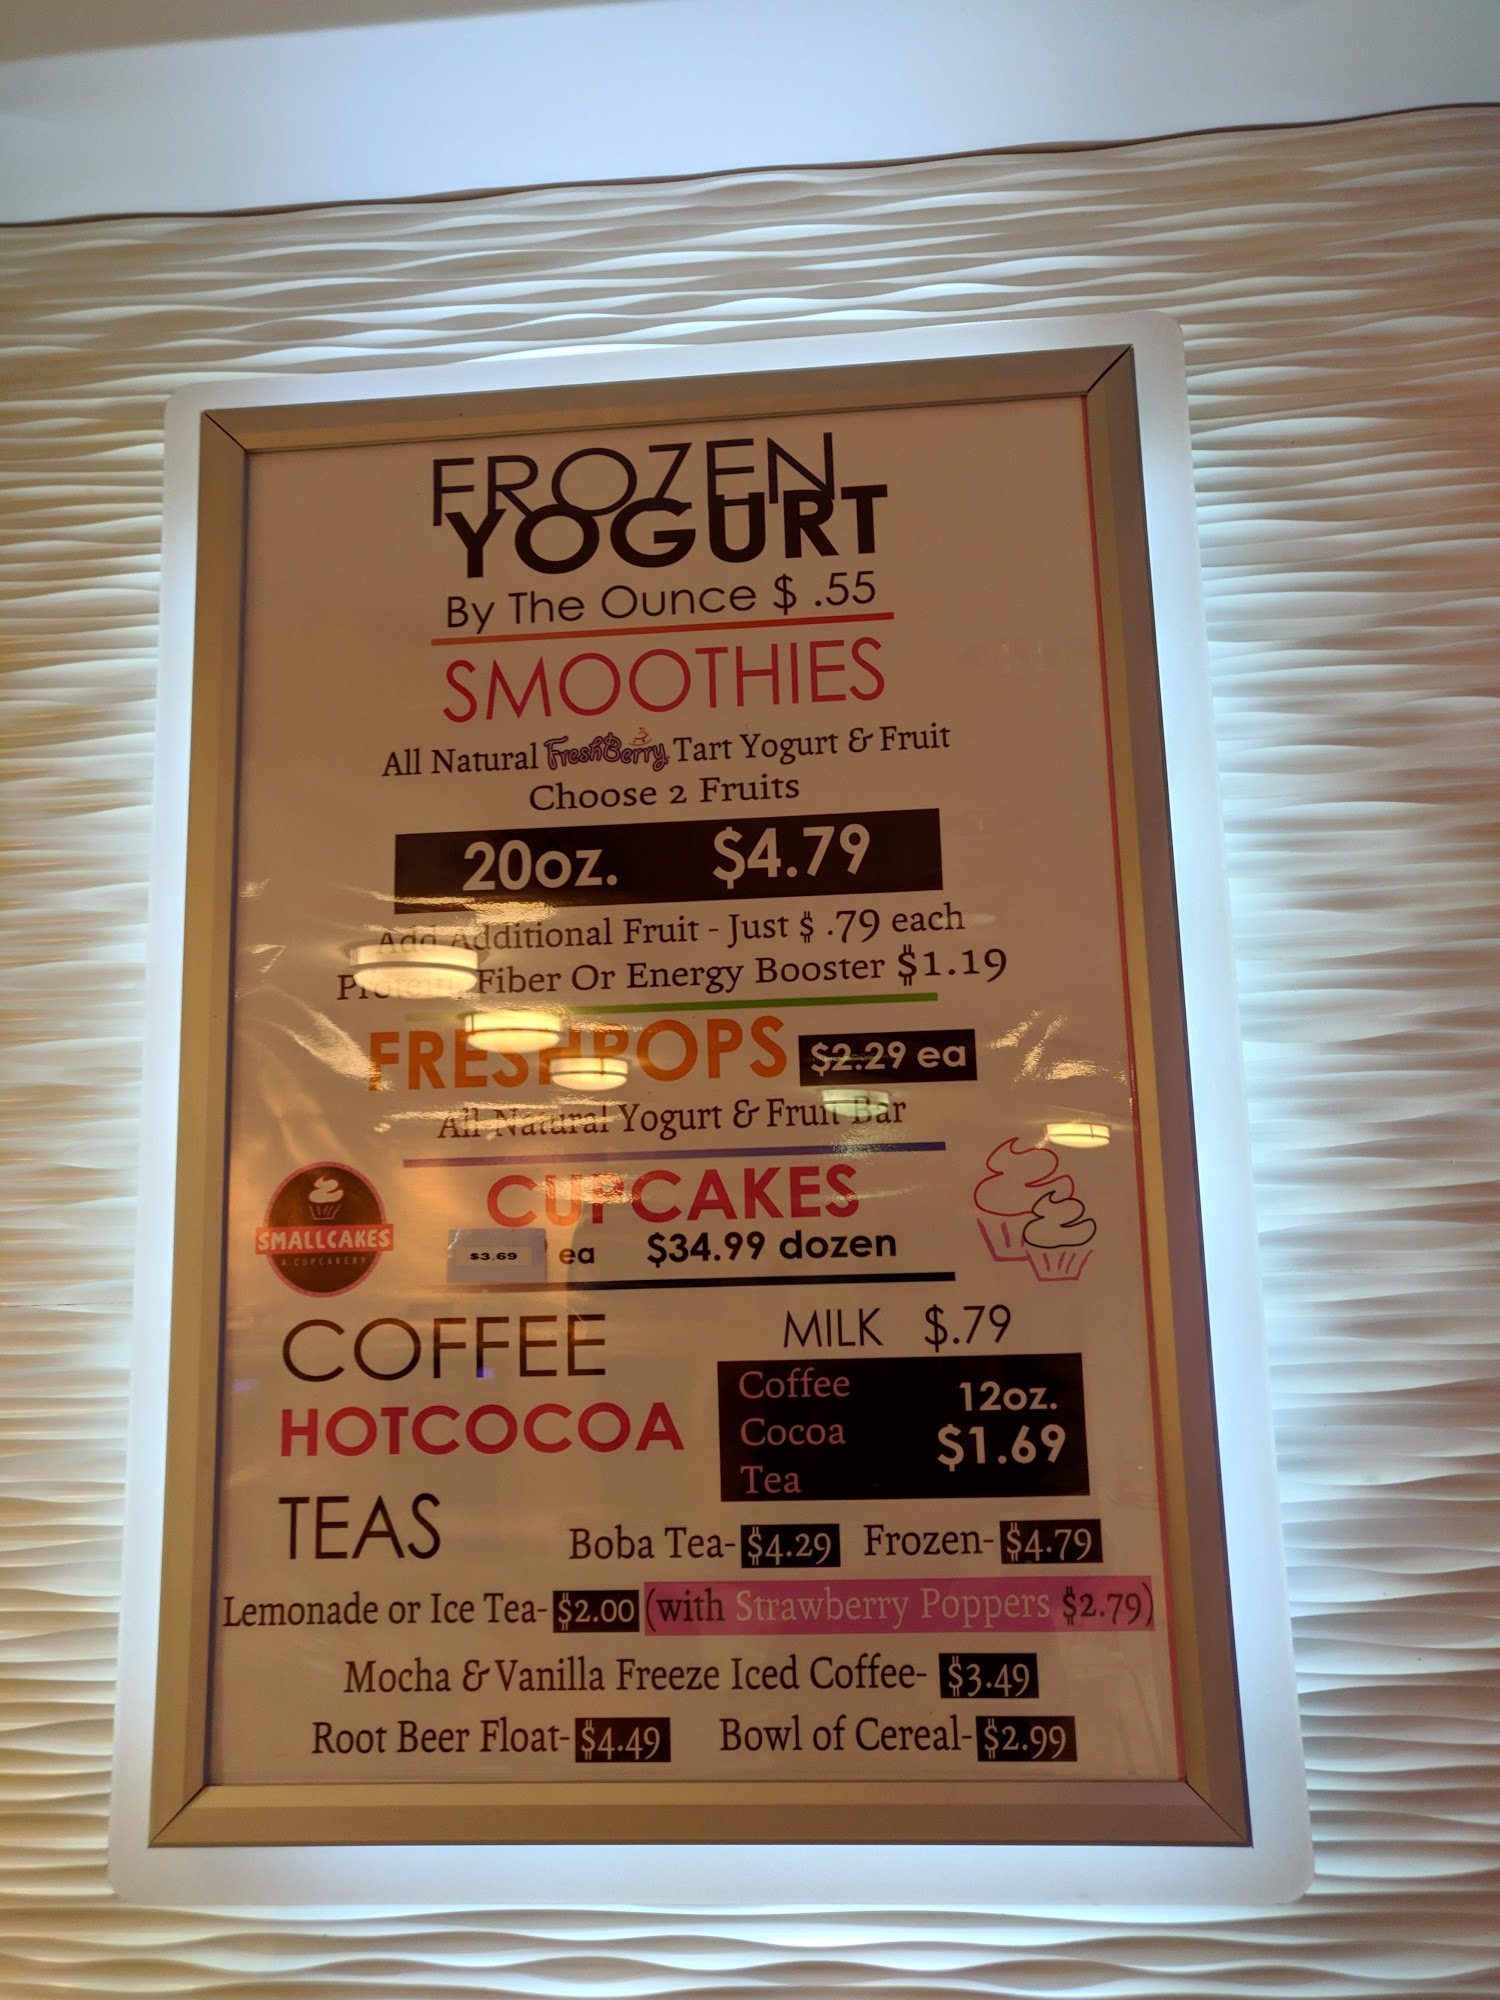 FROZEN
YOGURT
By The Ounce $ .55
SMOOTHIES
All Natural FreshBerry Tart Yogurt & Fruit
Choose 2 Fruits
20oz. $4.79
Add Additional Fruit - Just $ .79 each
Protein, Fiber Or Energy Booster $1.19
FRESHPOPS $2.29 ea
All Natural Yogurt & Fruit Bar
CUPCAKES
SMALLCAKES
A CUPCAKERY
$3.69 ea $34.99 dozen
COFFEE
MILK $.79
HOTCOCOA
Coffee 12oz.
Cocoa $1.69
Tea
TEAS
Boba Tea- $4.29 Frozen- $4.79
Lemonade or Ice Tea- $2.00 (with Strawberry Poppers $2.79)
Mocha & Vanilla Freeze Iced Coffee- $3.49
Root Beer Float- $4.49 Bowl of Cereal- $2.99